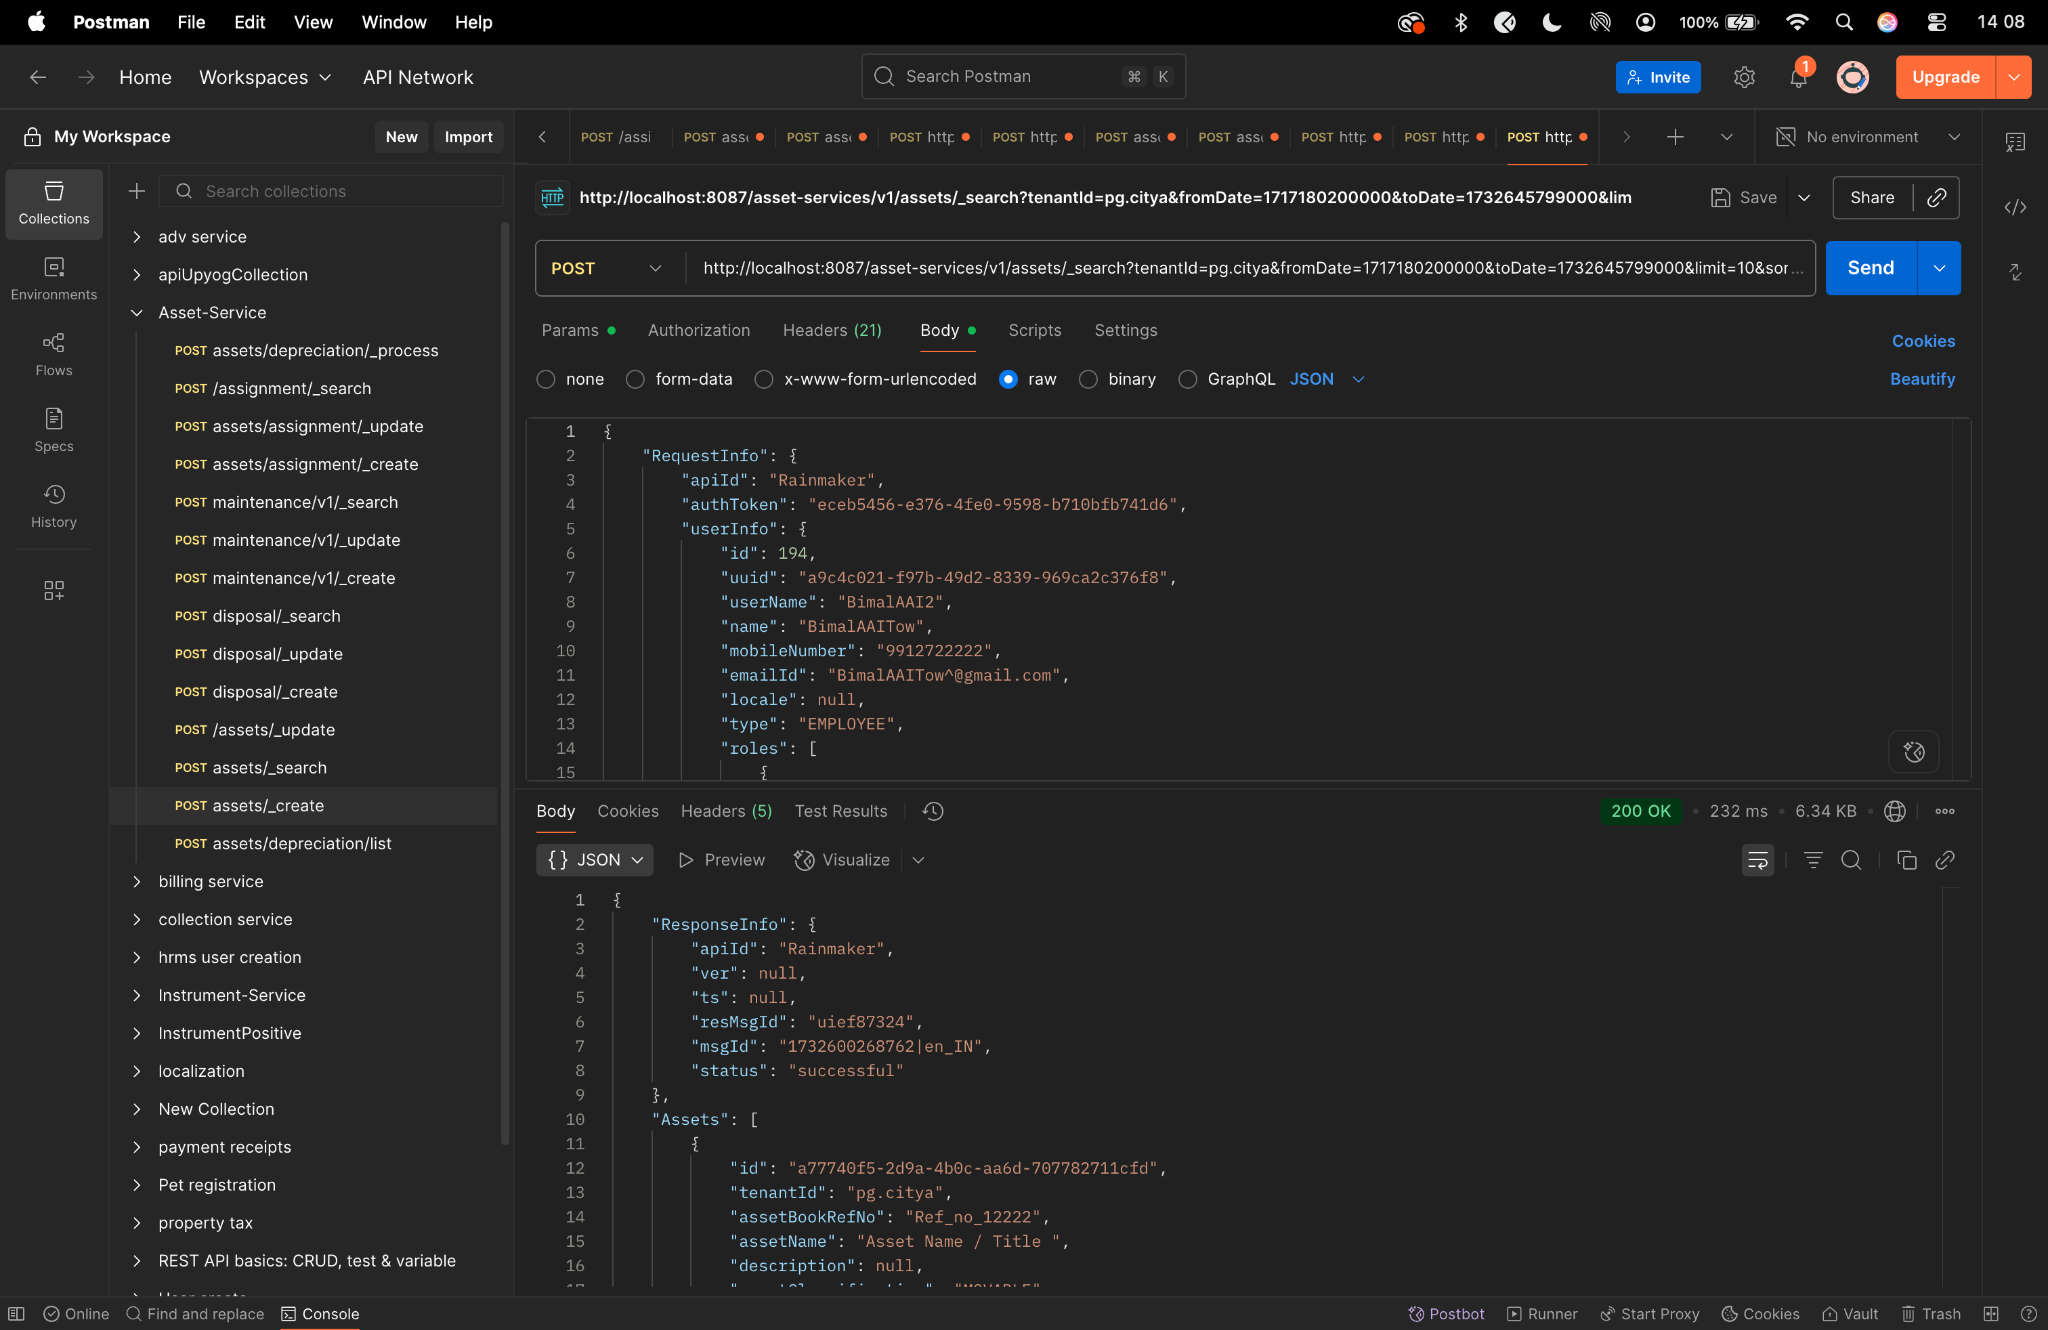 Postman File Edit View Window Help 100% 14 08
Home Workspaces API Network Search Postman ⌘ K Invite 1 Upgrade
My Workspace New Import
POST /assi POST ass POST ass POST http POST http POST ass POST ass POST http POST http POST http No environment
Collections
Environments
Flows
Specs
History
Search collections
adv service
apiUpyogCollection
Asset-Service
POST assets/depreciation/_process
POST /assignment/_search
POST assets/assignment/_update
POST assets/assignment/_create
POST maintenance/v1/_search
POST maintenance/v1/_update
POST maintenance/v1/_create
POST disposal/_search
POST disposal/_update
POST disposal/_create
POST /assets/_update
POST assets/_search
POST assets/_create
POST assets/depreciation/list
billing service
collection service
hrms user creation
Instrument-Service
InstrumentPositive
localization
New Collection
payment receipts
Pet registration
property tax
REST API basics: CRUD, test & variable
HTTP http://localhost:8087/asset-services/v1/assets/_search?tenantId=pg.citya&fromDate=1717180200000&toDate=1732645799000&lim Save Share
POST http://localhost:8087/asset-services/v1/assets/_search?tenantId=pg.citya&fromDate=1717180200000&toDate=1732645799000&limit=10&sor... Send
Params Authorization Headers (21) Body Scripts Settings Cookies
none form-data x-www-form-urlencoded raw binary GraphQL JSON Beautify
1 {
2 "RequestInfo": {
3 "apiId": "Rainmaker",
4 "authToken": "eceb5456-e376-4fe0-9598-b710bfb741d6",
5 "userInfo": {
6 "id": 194,
7 "uuid": "a9c4c021-f97b-49d2-8339-969ca2c376f8",
8 "userName": "BimalAAI2",
9 "name": "BimalAAITow",
10 "mobileNumber": "9912722222",
11 "emailId": "BimalAAITow^@gmail.com",
12 "locale": null,
13 "type": "EMPLOYEE",
14 "roles": [
15 {
Body Cookies Headers (5) Test Results 200 OK 232 ms 6.34 KB
{} JSON Preview Visualize
1 {
2 "ResponseInfo": {
3 "apiId": "Rainmaker",
4 "ver": null,
5 "ts": null,
6 "resMsgId": "uief87324",
7 "msgId": "1732600268762|en_IN",
8 "status": "successful"
9 },
10 "Assets": [
11 {
12 "id": "a77740f5-2d9a-4b0c-aa6d-707782711cfd",
13 "tenantId": "pg.citya",
14 "assetBookRefNo": "Ref_no_12222",
15 "assetName": "Asset Name / Title ",
16 "description": null,
Online Find and replace Console Postbot Runner Start Proxy Cookies Vault Trash